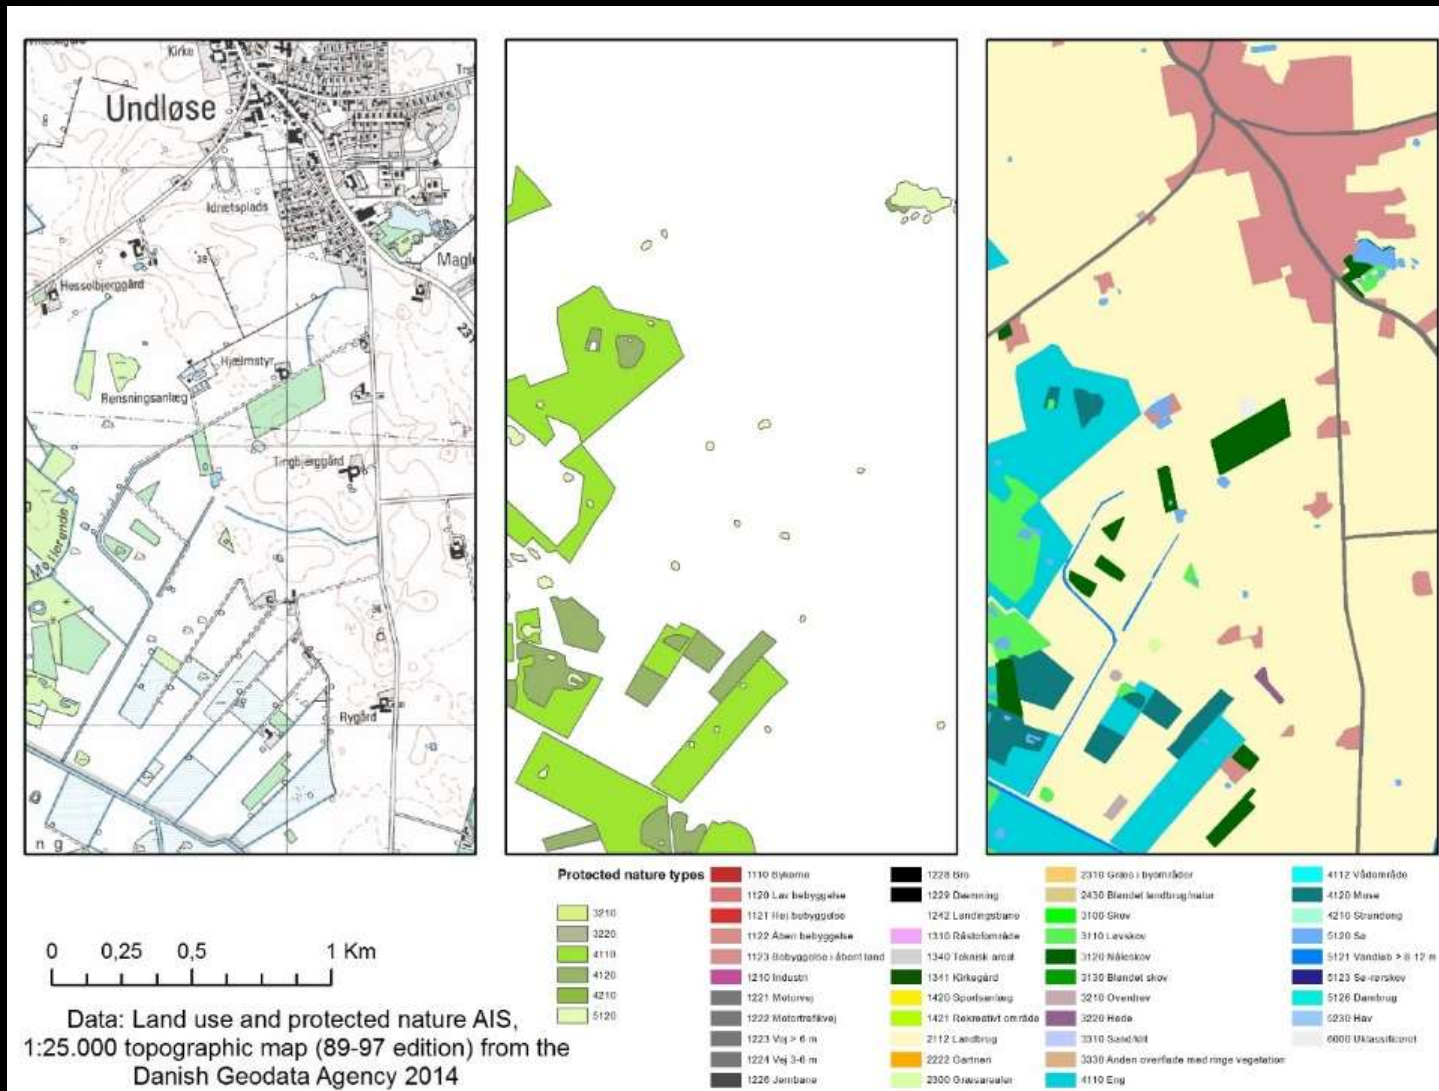 Kirke
Undløse
Idrætsplads
38
Hesselbjerggård
Hjælmstyr
Rensningsanlæg
Tingbjerggård
Møllerende
Rygård
n g
Protected nature types
3210
3220
4110
4120
4210
5120
1110 Bykerne
1120 Lav bebyggelse
1121 Høj bebyggelse
1122 Åben bebyggelse
1123 Bebyggelse i åbent land
1210 Industri
1221 Motorvej
1222 Motortrafikvej
1223 Vej > 6 m
1224 Vej 3-6 m
1226 Jernbane
1228 Bro
1229 Dæmning
1242 Landingsbane
1310 Råstofområde
1340 Teknisk areal
1341 Kirkegård
1420 Sportsanlæg
1421 Rekreativt område
2112 Landbrug
2222 Gartneri
2300 Græsarealer
2310 Græs i byområder
2430 Blandet landbrug/natur
3100 Skov
3110 Løvskov
3120 Nåleskov
3130 Blandet skov
3210 Overdrev
3220 Hede
3310 Sand/klit
3330 Anden overflade med ringe vegetation
4110 Eng
4112 Vådområde
4120 Mose
4210 Strandeng
5120 Sø
5121 Vandløb > 8-12 m
5123 Sø-rørskov
5126 Dambrug
5230 Hav
6000 Uklassificeret
0 0,25 0,5 1 Km
Data: Land use and protected nature AIS,
1:25.000 topographic map (89-97 edition) from the
Danish Geodata Agency 2014